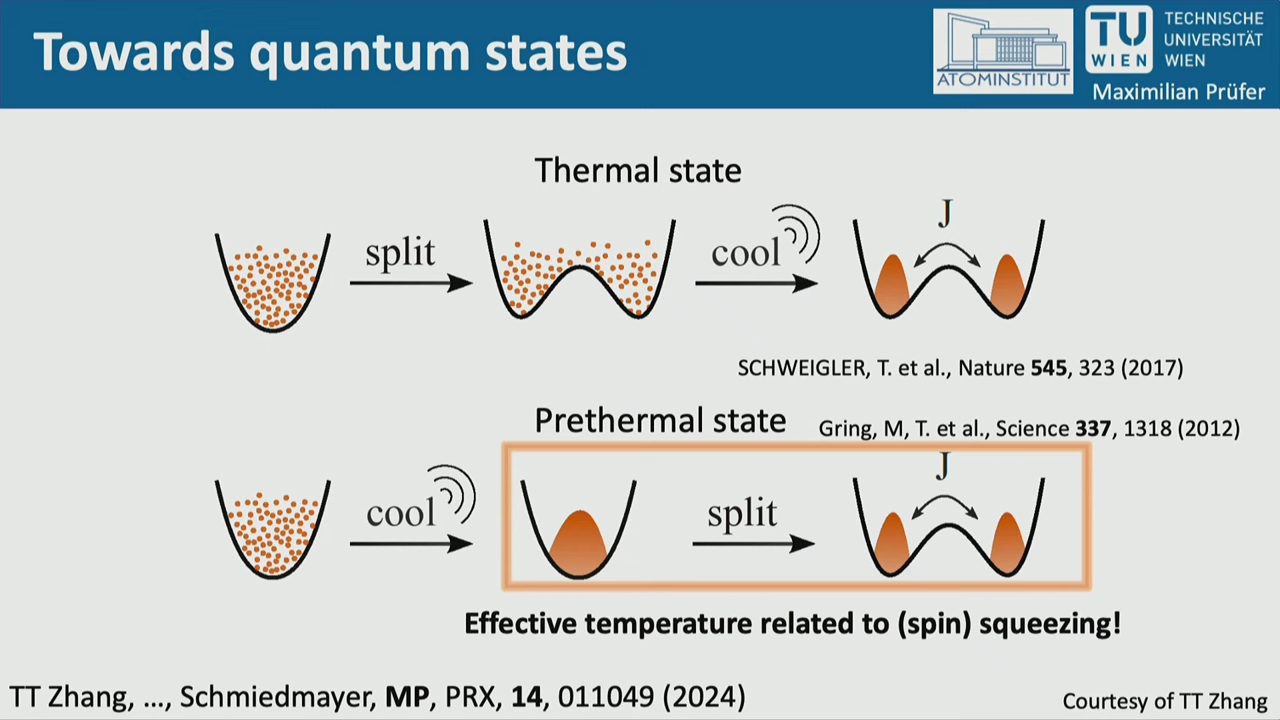 Towards quantum states
ATOMINSTITUT
TU
WIEN
TECHNISCHE
UNIVERSITÄT
WIEN
Maximilian Prüfer
Thermal state
split
cool
J
SCHWEIGLER, T. et al., Nature 545, 323 (2017)
Prethermal state
Gring, M, T. et al., Science 337, 1318 (2012)
cool
split
J
Effective temperature related to (spin) squeezing!
TT Zhang, ..., Schmiedmayer, MP, PRX, 14, 011049 (2024)
Courtesy of TT Zhang